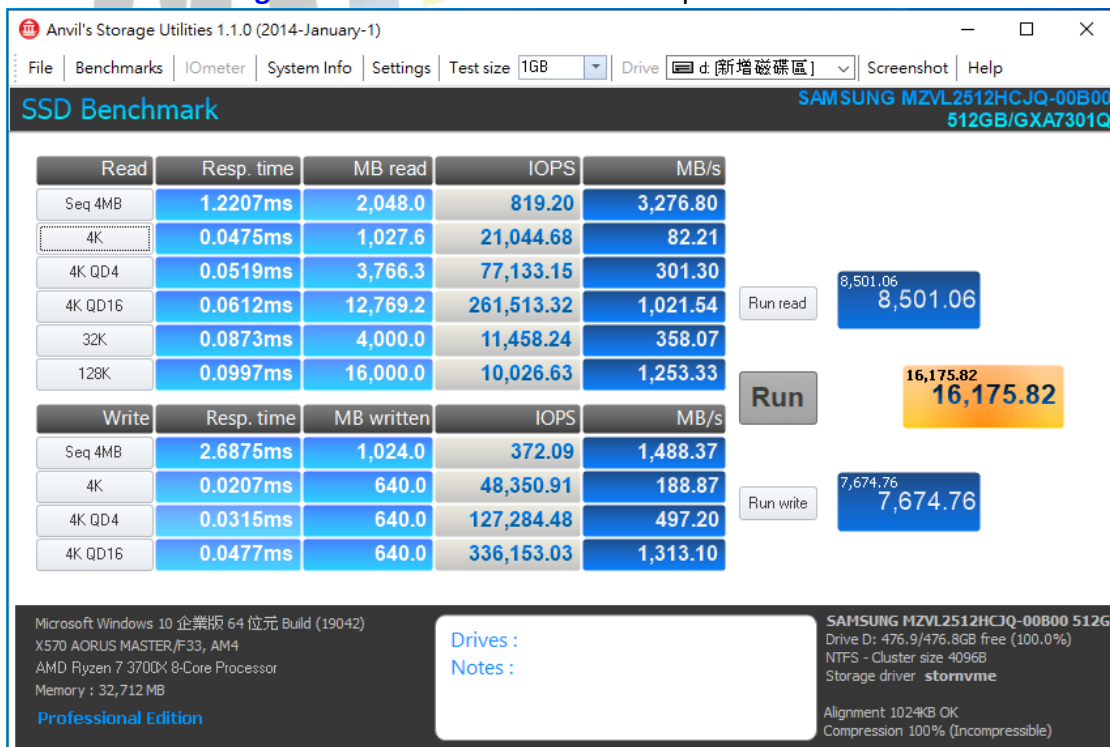 Anvil's Storage Utilities 1.1.0 (2014-January-1)
File Benchmarks IOmeter System Info Settings Test size 1GB Drive d: [新增磁碟區] Screenshot Help
SSD Benchmark
SAMSUNG MZVL2512HCJQ-00B00
512GB/GXA7301Q
Read Resp. time MB read IOPS MB/s
Seq 4MB 1.2207ms 2,048.0 819.20 3,276.80
4K 0.0475ms 1,027.6 21,044.68 82.21
4K QD4 0.0519ms 3,766.3 77,133.15 301.30
4K QD16 0.0612ms 12,769.2 261,513.32 1,021.54
32K 0.0873ms 4,000.0 11,458.24 358.07
128K 0.0997ms 16,000.0 10,026.63 1,253.33
Run read
8,501.06
8,501.06
Run
16,175.82
16,175.82
Write Resp. time MB written IOPS MB/s
Seq 4MB 2.6875ms 1,024.0 372.09 1,488.37
4K 0.0207ms 640.0 48,350.91 188.87
4K QD4 0.0315ms 640.0 127,284.48 497.20
4K QD16 0.0477ms 640.0 336,153.03 1,313.10
Run write
7,674.76
7,674.76
Microsoft Windows 10 企業版 64 位元 Build (19042)
X570 AORUS MASTER/F33, AM4
AMD Ryzen 7 3700X 8-Core Processor
Memory : 32,712 MB
Professional Edition
Drives :
Notes :
SAMSUNG MZVL2512HCJQ-00B00 512G
Drive D: 476.9/476.8GB free (100.0%)
NTFS - Cluster size 4096B
Storage driver stornvme
Alignment 1024KB OK
Compression 100% (Incompressible)